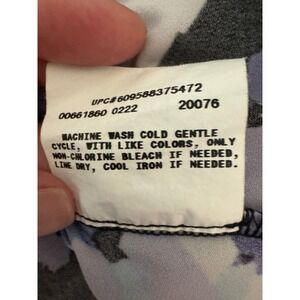 UPC#609588375472
00661860 0222 20076
MACHINE WASH COLD GENTLE
CYCLE, WITH LIKE COLORS, ONLY
NON-CHLORINE BLEACH IF NEEDED,
LINE DRY, COOL IRON IF NEEDED.